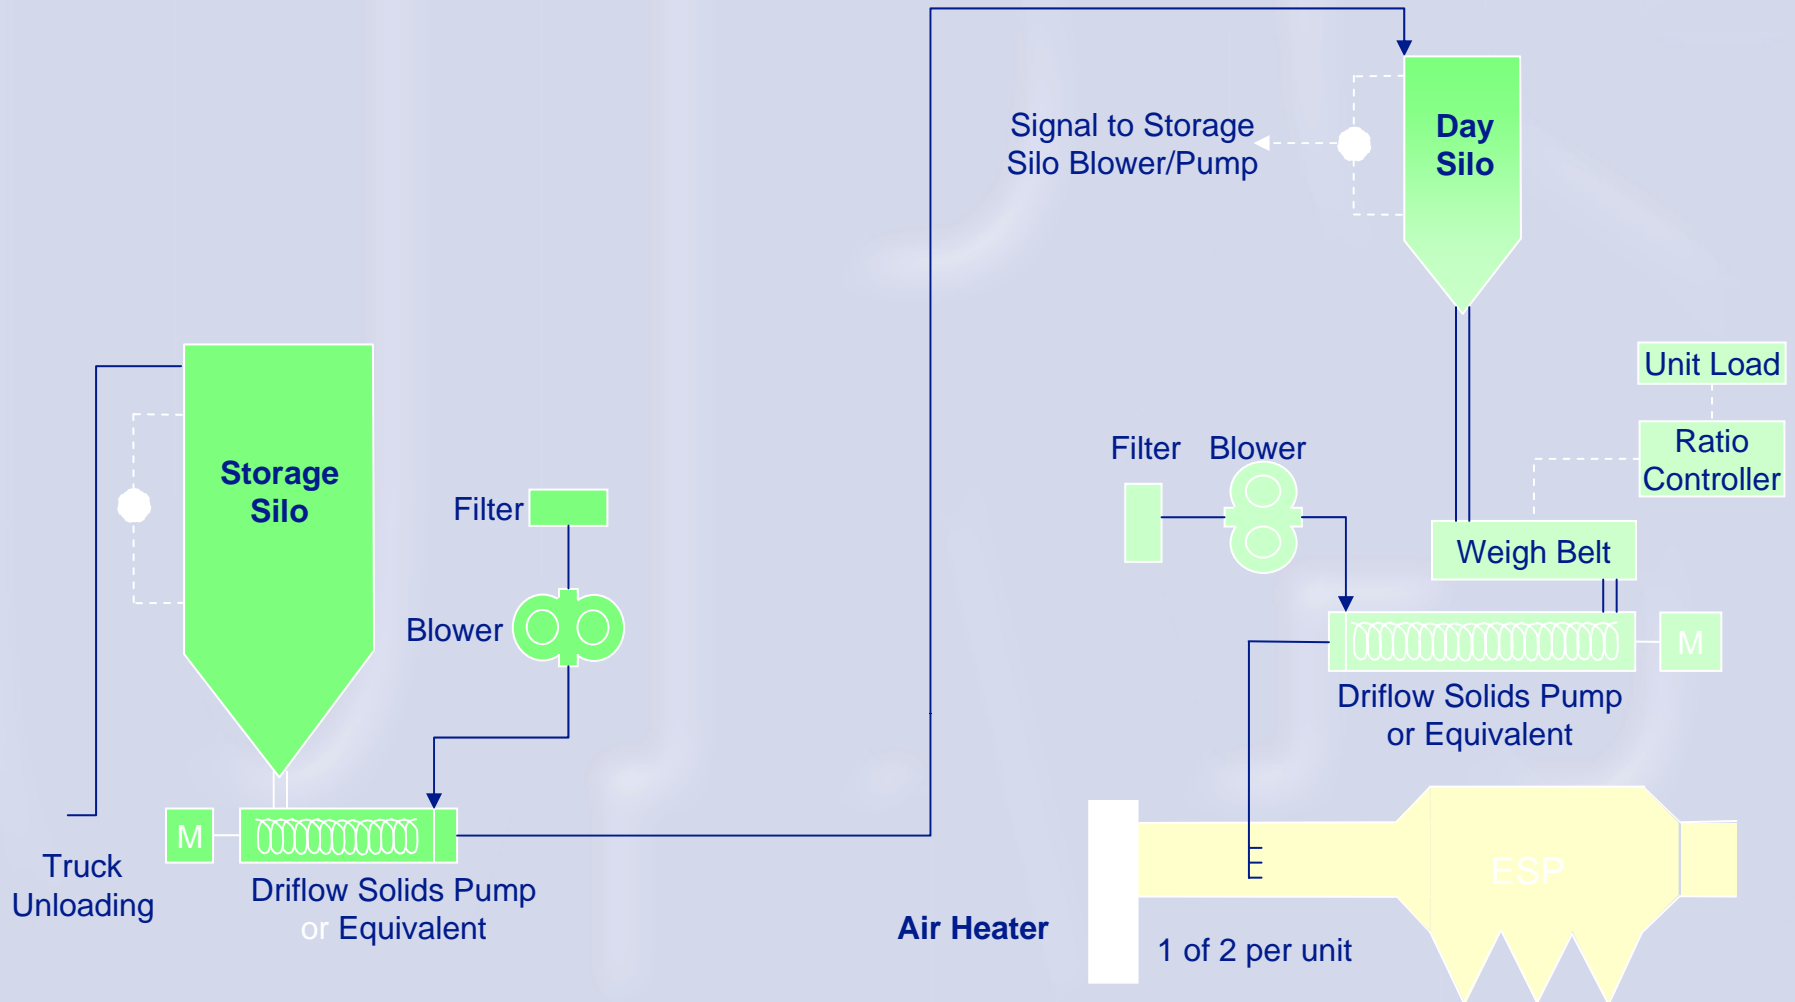 Signal to Storage
Silo Blower/Pump
Day
Silo
Unit Load
Ratio
Controller
Filter
Blower
Weigh Belt
M
Driflow Solids Pump
or Equivalent
Storage
Silo
Filter
Blower
M
Truck
Unloading
Driflow Solids Pump
or Equivalent
Air Heater
1 of 2 per unit
ESP